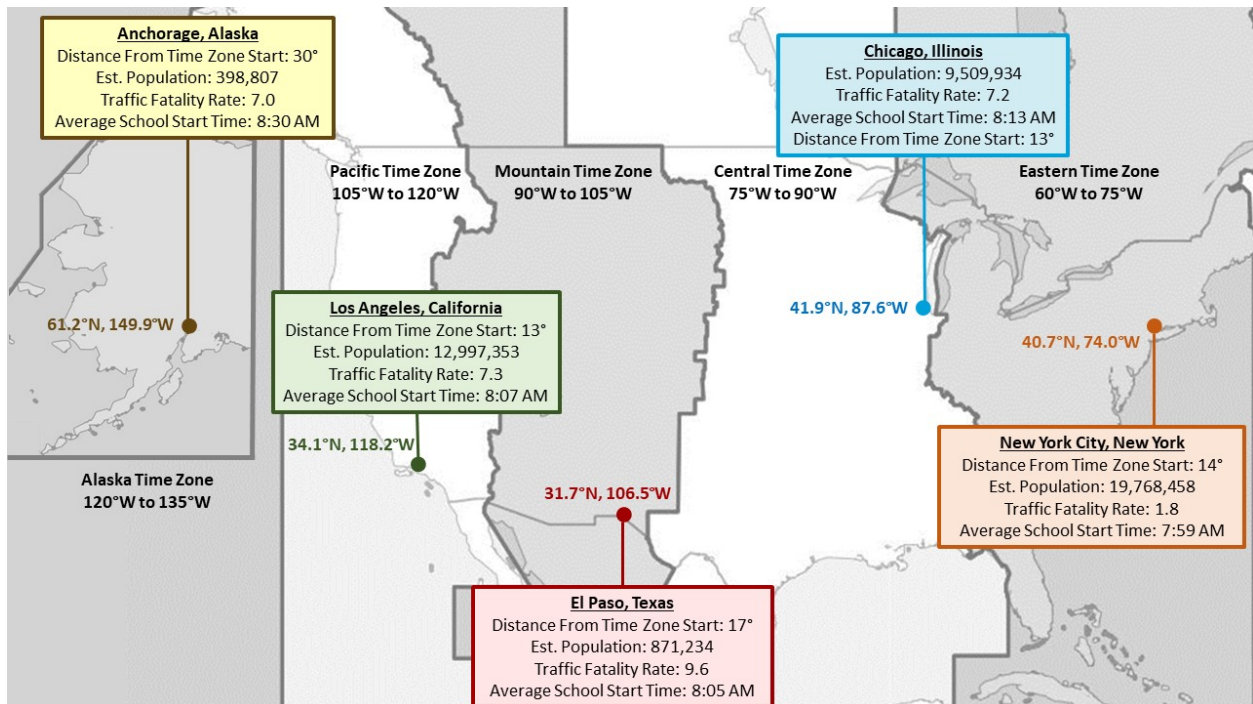 Anchorage, Alaska
Distance From Time Zone Start: 30°
Est. Population: 398,807
Traffic Fatality Rate: 7.0
Average School Start Time: 8:30 AM
Chicago, Illinois
Est. Population: 9,509,934
Traffic Fatality Rate: 7.2
Average School Start Time: 8:13 AM
Distance From Time Zone Start: 13°
Pacific Time Zone
105°W to 120°W
Mountain Time Zone
90°W to 105°W
Central Time Zone
75°W to 90°W
Eastern Time Zone
60°W to 75°W
61.2°N, 149.9°W
Los Angeles, California
Distance From Time Zone Start: 13°
Est. Population: 12,997,353
Traffic Fatality Rate: 7.3
Average School Start Time: 8:07 AM
41.9°N, 87.6°W
40.7°N, 74.0°W
34.1°N, 118.2°W
Alaska Time Zone
120°W to 135°W
31.7°N, 106.5°W
New York City, New York
Distance From Time Zone Start: 14°
Est. Population: 19,768,458
Traffic Fatality Rate: 1.8
Average School Start Time: 7:59 AM
El Paso, Texas
Distance From Time Zone Start: 17°
Est. Population: 871,234
Traffic Fatality Rate: 9.6
Average School Start Time: 8:05 AM